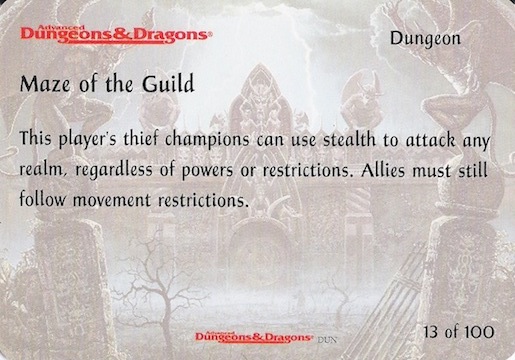 Advanced
Dungeons & Dragons®
Dungeon
Maze of the Guild
This player's thief champions can use stealth to attack any
realm, regardless of powers or restrictions. Allies must still
follow movement restrictions.
Advanced
Dungeons & Dragons® DUN
13 of 100